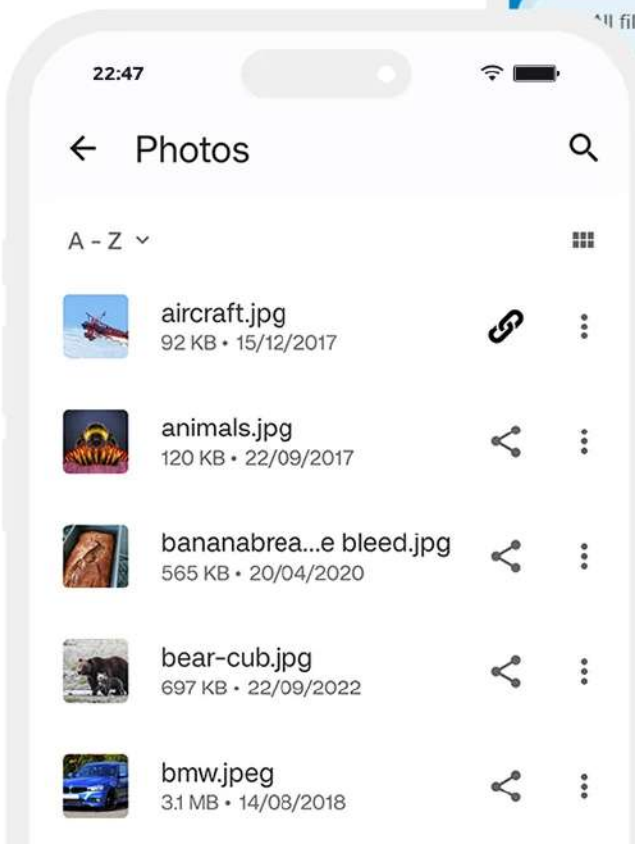 All fil
22:47
Photos
A - Z
aircraft.jpg
92 KB • 15/12/2017
animals.jpg
120 KB • 22/09/2017
bananabrea...e bleed.jpg
565 KB • 20/04/2020
bear-cub.jpg
697 KB • 22/09/2022
bmw.jpeg
3.1 MB • 14/08/2018